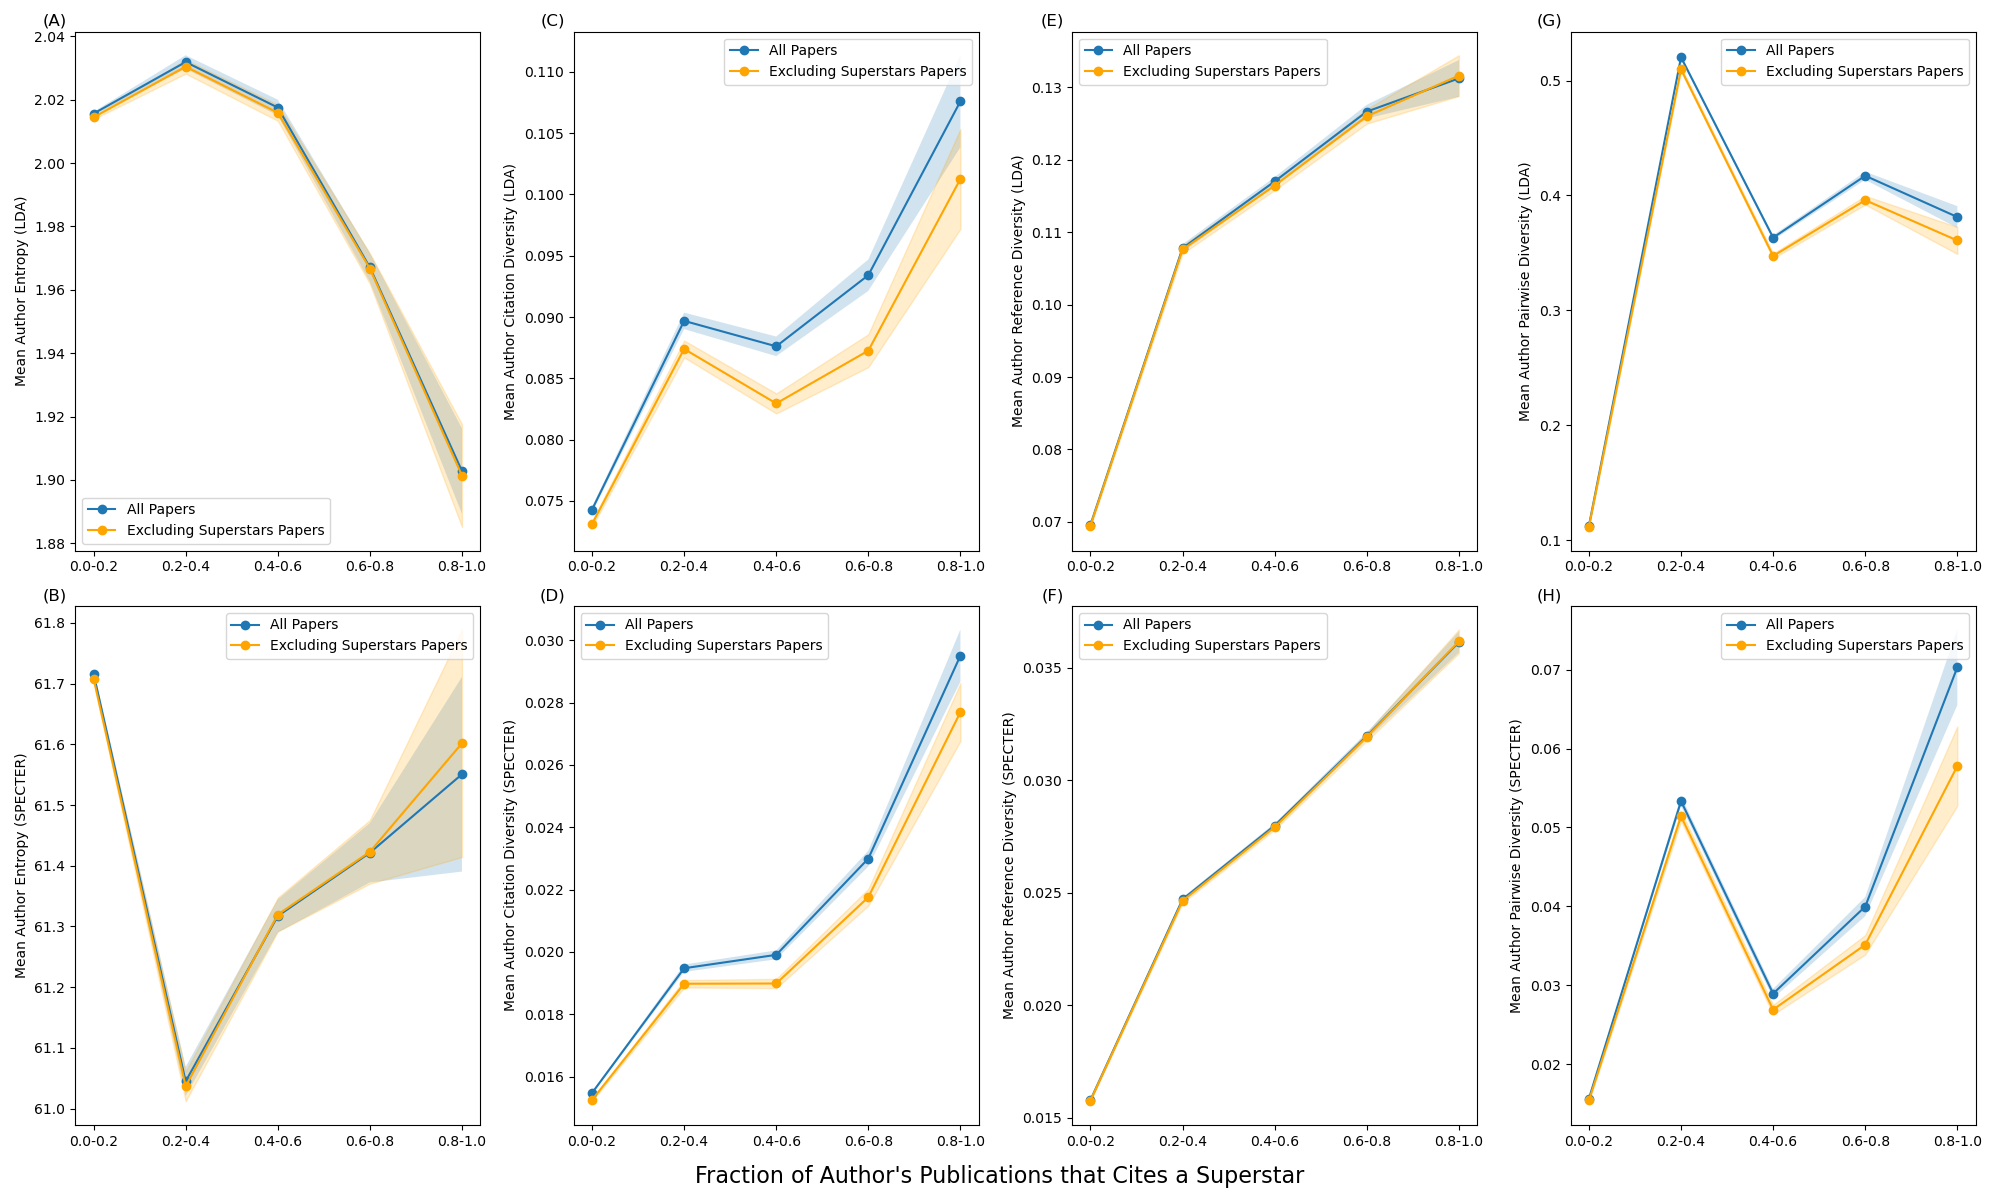 (A)
2.04
2.02
2.00
1.98
1.96
1.94
1.92
1.90
1.88
Mean Author Entropy (LDA)
All Papers
Excluding Superstars Papers
0.0-0.2 0.2-0.4 0.4-0.6 0.6-0.8 0.8-1.0
(C)
0.110
0.105
0.100
0.095
0.090
0.085
0.080
0.075
Mean Author Citation Diversity (LDA)
All Papers
Excluding Superstars Papers
0.0-0.2 0.2-0.4 0.4-0.6 0.6-0.8 0.8-1.0
(E)
0.13
0.12
0.11
0.10
0.09
0.08
0.07
Mean Author Reference Diversity (LDA)
All Papers
Excluding Superstars Papers
0.0-0.2 0.2-0.4 0.4-0.6 0.6-0.8 0.8-1.0
(G)
0.5
0.4
0.3
0.2
0.1
Mean Author Pairwise Diversity (LDA)
All Papers
Excluding Superstars Papers
0.0-0.2 0.2-0.4 0.4-0.6 0.6-0.8 0.8-1.0
(B)
61.8
61.7
61.6
61.5
61.4
61.3
61.2
61.1
61.0
Mean Author Entropy (SPECTER)
All Papers
Excluding Superstars Papers
0.0-0.2 0.2-0.4 0.4-0.6 0.6-0.8 0.8-1.0
(D)
0.030
0.028
0.026
0.024
0.022
0.020
0.018
0.016
Mean Author Citation Diversity (SPECTER)
All Papers
Excluding Superstars Papers
0.0-0.2 0.2-0.4 0.4-0.6 0.6-0.8 0.8-1.0
(F)
0.035
0.030
0.025
0.020
0.015
Mean Author Reference Diversity (SPECTER)
All Papers
Excluding Superstars Papers
0.0-0.2 0.2-0.4 0.4-0.6 0.6-0.8 0.8-1.0
(H)
0.07
0.06
0.05
0.04
0.03
0.02
Mean Author Pairwise Diversity (SPECTER)
All Papers
Excluding Superstars Papers
0.0-0.2 0.2-0.4 0.4-0.6 0.6-0.8 0.8-1.0
Fraction of Author's Publications that Cites a Superstar